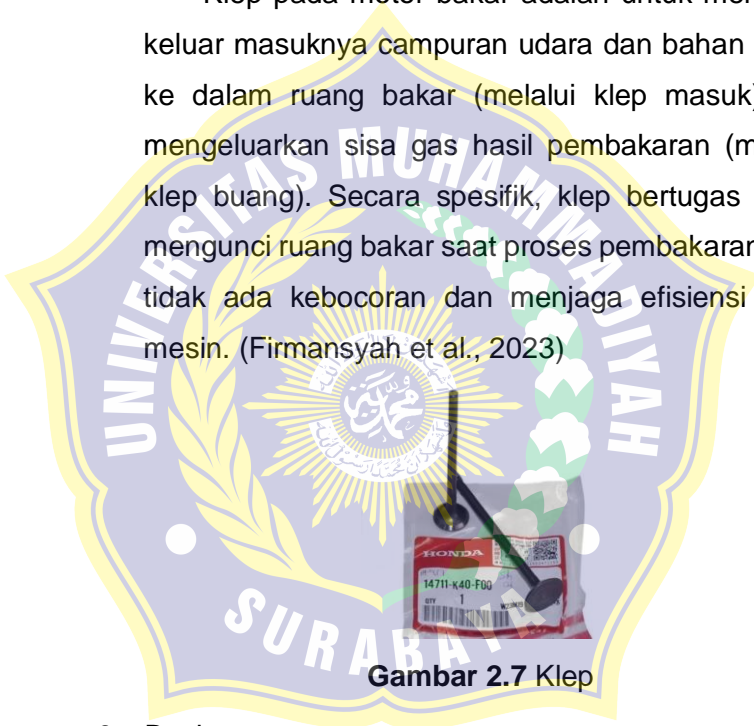 Klep pada motor bakar adalah untuk
keluar masuknya campuran udara dan bahan
ke dalam ruang bakar (melalui klep masuk)
mengeluarkan sisa gas hasil pembakaran
klep buang). Secara spesifik, klep bertugas
mengunci ruang bakar saat proses pembakaran
tidak ada kebocoran dan menjaga efisiensi
mesin. (Firmansyah et al., 2023)
UNIVERSITAS MUHAMMADIYAH
SURABAYA
HONDA
14711-K40-F00
QTY 1
Gambar 2.7 Klep